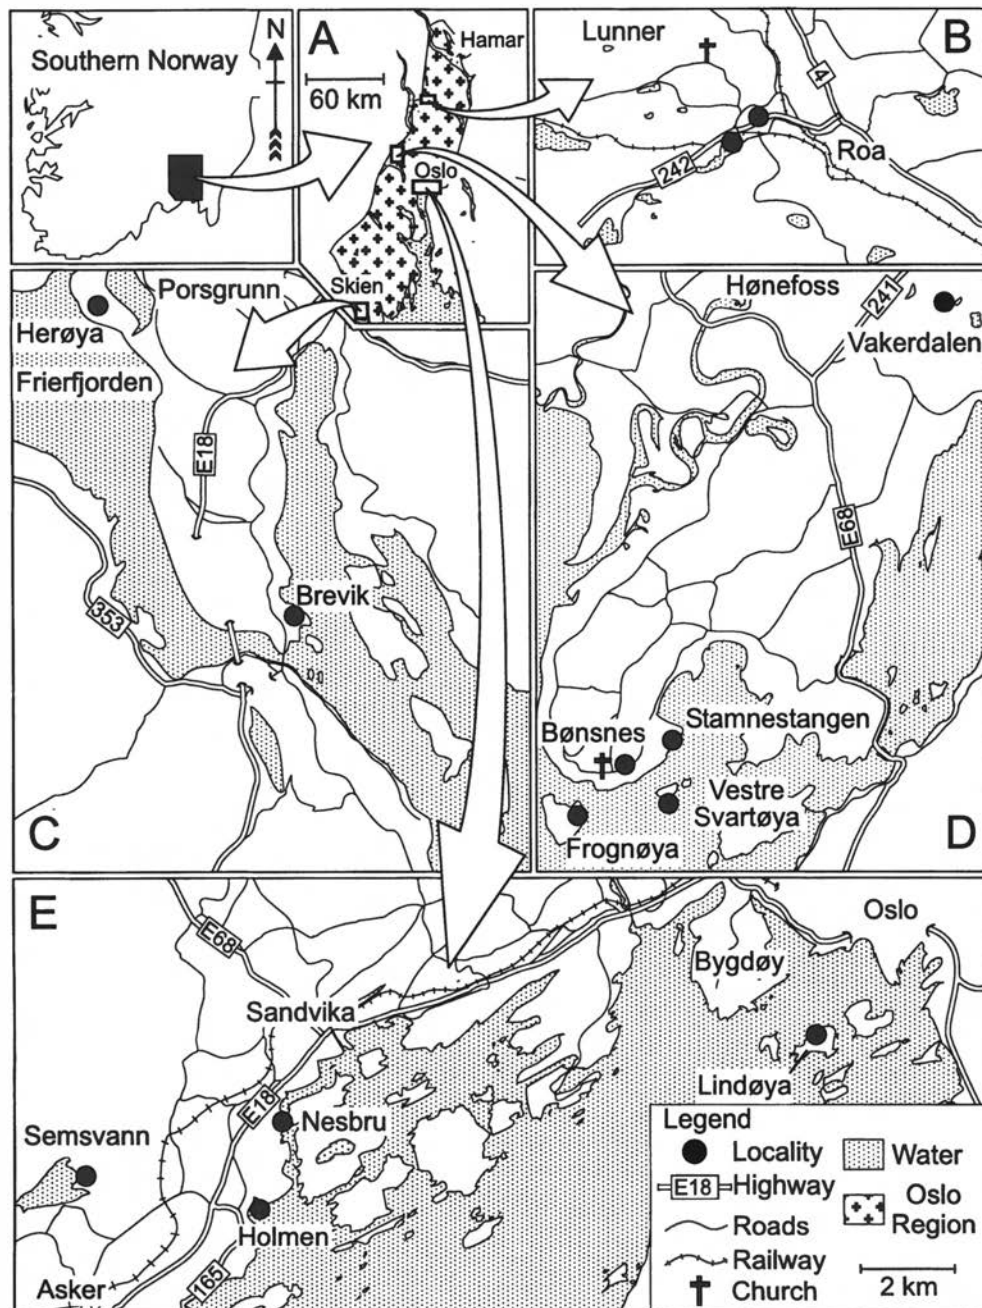 Southern Norway
N
A
60 km
Hamar
Oslo
Skien
Lunner
B
4
242
Roa
Porsgrunn
Herøya
Frierfjorden
E18
353
Brevik
C
Hønefoss
241
Vakerdalen
E68
Stamnestangen
Bønsnes
Vestre
Svartøya
Frognøya
D
E
E68
Oslo
Bygdøy
Sandvika
Lindøya
E18
Nesbru
Semsvann
Holmen
165
Asker
Legend
Locality
Water
E18 Highway
Oslo
Region
Roads
Railway
Church
2 km